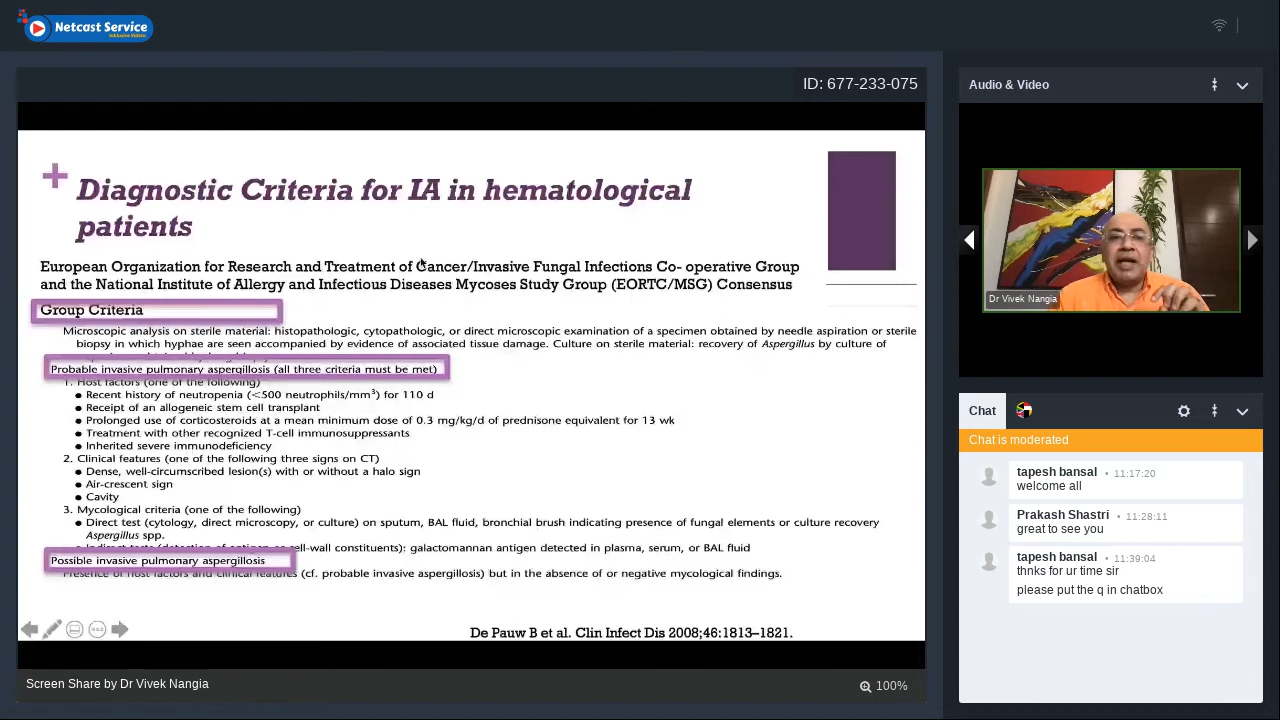 Netcast Service
ID: 677-233-075
+
Diagnostic Criteria for IA in hematological
patients
European Organization for Research and Treatment of Cancer/Invasive Fungal Infections Co- operative Group
and the National Institute of Allergy and Infectious Diseases Mycoses Study Group (EORTC/MSG) Consensus
Group Criteria
Microscopic analysis on sterile material: histopathologic, cytopathologic, or direct microscopic examination of a specimen obtained by needle aspiration or sterile
biopsy in which hyphae are seen accompanied by evidence of associated tissue damage. Culture on sterile material: recovery of Aspergillus by culture of
Probable invasive pulmonary aspergillosis (all three criteria must be met)
1. Host factors (one of the following)
● Recent history of neutropenia (<500 neutrophils/mm³) for 110 d
● Receipt of an allogeneic stem cell transplant
● Prolonged use of corticosteroids at a mean minimum dose of 0.3 mg/kg/d of prednisone equivalent for 13 wk
● Treatment with other recognized T-cell immunosuppressants
● Inherited severe immunodeficiency
2. Clinical features (one of the following three signs on CT)
● Dense, well-circumscribed lesion(s) with or without a halo sign
● Air-crescent sign
● Cavity
3. Mycological criteria (one of the following)
● Direct test (cytology, direct microscopy, or culture) on sputum, BAL fluid, bronchial brush indicating presence of fungal elements or culture recovery
Aspergillus spp.
● Indirect tests (detection of antigen or cell-wall constituents): galactomannan antigen detected in plasma, serum, or BAL fluid
Possible invasive pulmonary aspergillosis
Presence of host factors and clinical features (cf. probable invasive aspergillosis) but in the absence of or negative mycological findings.
De Pauw B et al. Clin Infect Dis 2008;46:1813–1821.
Screen Share by Dr Vivek Nangia
100%
Audio & Video
Dr Vivek Nangia
Chat
Chat is moderated
tapesh bansal • 11:17:20
welcome all
Prakash Shastri • 11:28:11
great to see you
tapesh bansal • 11:39:04
thnks for ur time sir
please put the q in chatbox